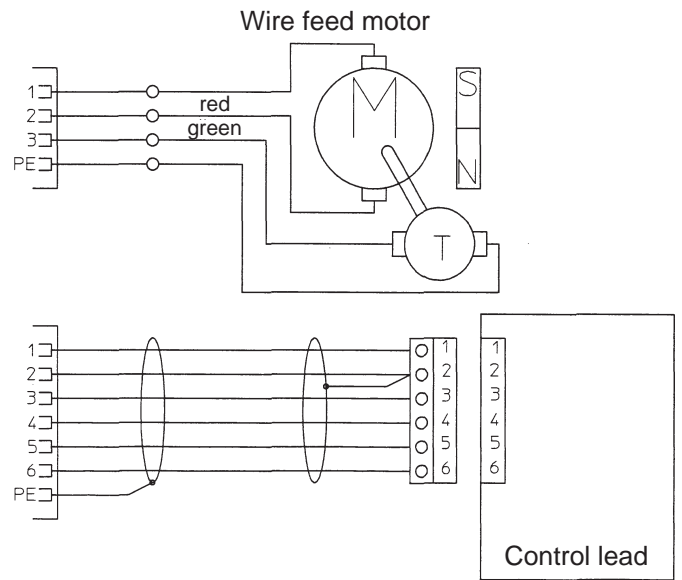 Wire feed motor
1
2 red
3 green
PE
M
S
N
T
1 1 1
2 2 2
3 3 3
4 4 4
5 5 5
6 6 6
PE
Control lead